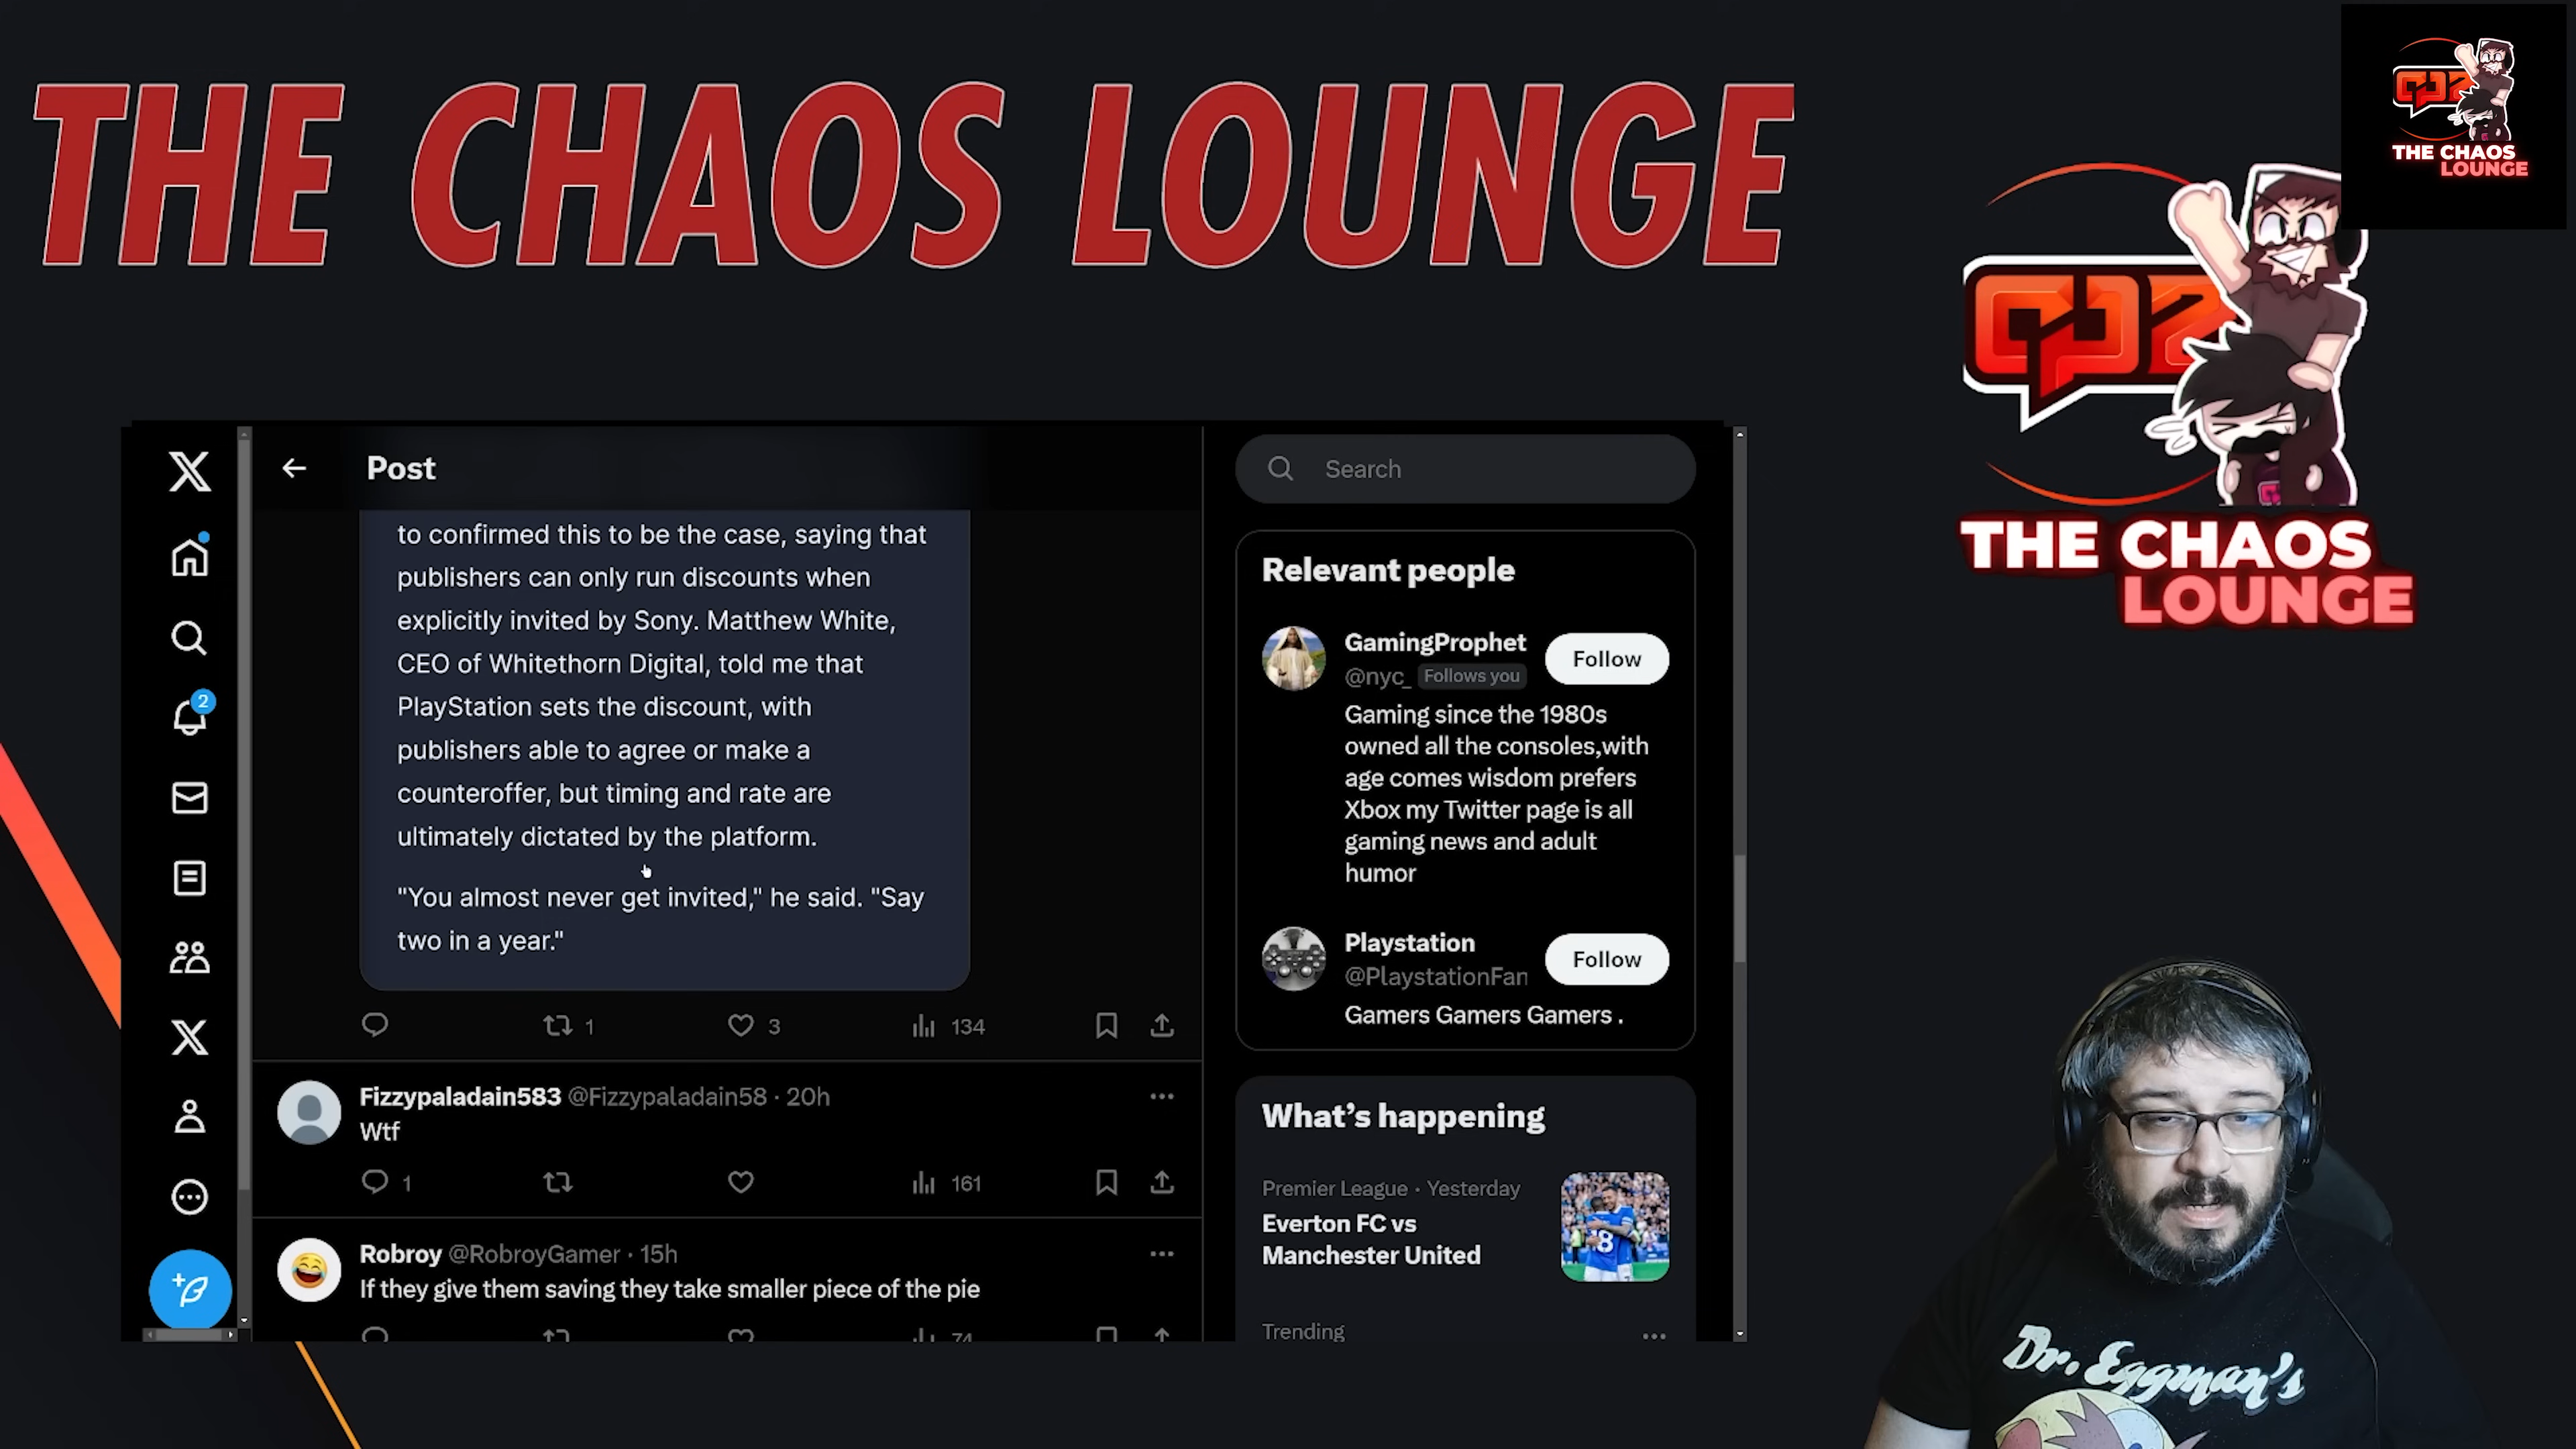 THE CHAOS LOUNGE
THE CHAOS
LOUNGE
THE CHAOS
LOUNGE
Post
to confirmed this to be the case, saying that
publishers can only run discounts when
explicitly invited by Sony. Matthew White,
CEO of Whitethorn Digital, told me that
PlayStation sets the discount, with
publishers able to agree or make a
counteroffer, but timing and rate are
ultimately dictated by the platform.
"You almost never get invited," he said. "Say
two in a year."
1 3 134
Fizzypaladain583 @Fizzypaladain58 · 20h
Wtf
1 161
Robroy @RobroyGamer · 15h
If they give them saving they take smaller piece of the pie
74
2
Search
Relevant people
GamingProphet
@nyc_ Follows you
Follow
Gaming since the 1980s
owned all the consoles,with
age comes wisdom prefers
Xbox my Twitter page is all
gaming news and adult
humor
Playstation
@PlaystationFan
Follow
Gamers Gamers Gamers .
What's happening
Premier League · Yesterday
Everton FC vs
Manchester United
18
Trending
Dr. Eggman's